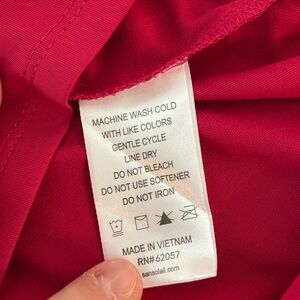 MACHINE WASH COLD
WITH LIKE COLORS
GENTLE CYCLE
LINE DRY
DO NOT BLEACH
DO NOT USE SOFTENER
DO NOT IRON
MADE IN VIETNAM
RN#62057
sansoleil.com